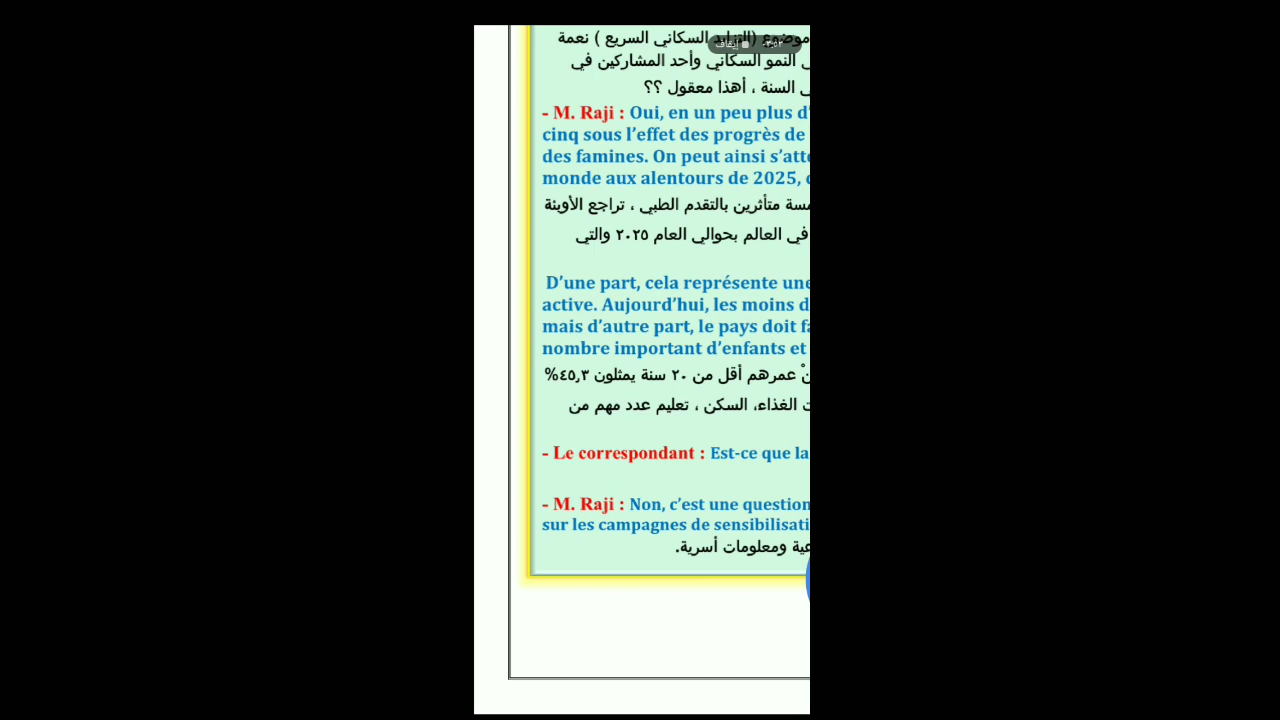 موضوع (التزايد السكاني السريع ) نعمة
إيقاف
النمو السكاني وأحد المشاركين في
السنة ، أهذا معقول ؟؟
- M. Raji : Oui, en un peu plus d’
cinq sous l’effet des progrès de
des famines. On peut ainsi s’atte
monde aux alentours de 2025,
متأثرين بالتقدم الطبي ، تراجع الأوبئة
في العالم بحوالي العام ٢٠٢٥ والتي
D’une part, cela représente une
active. Aujourd’hui, les moins d
mais d’autre part, le pays doit fa
nombre important d’enfants et
عمرهم أقل من ٢٠ سنة يمثلون ٤٥,٣%
الغذاء، السكن ، تعليم عدد مهم من
- Le correspondant : Est-ce que la
- M. Raji : Non, c’est une question
sur les campagnes de sensibilisati
ومعلومات أسرية.